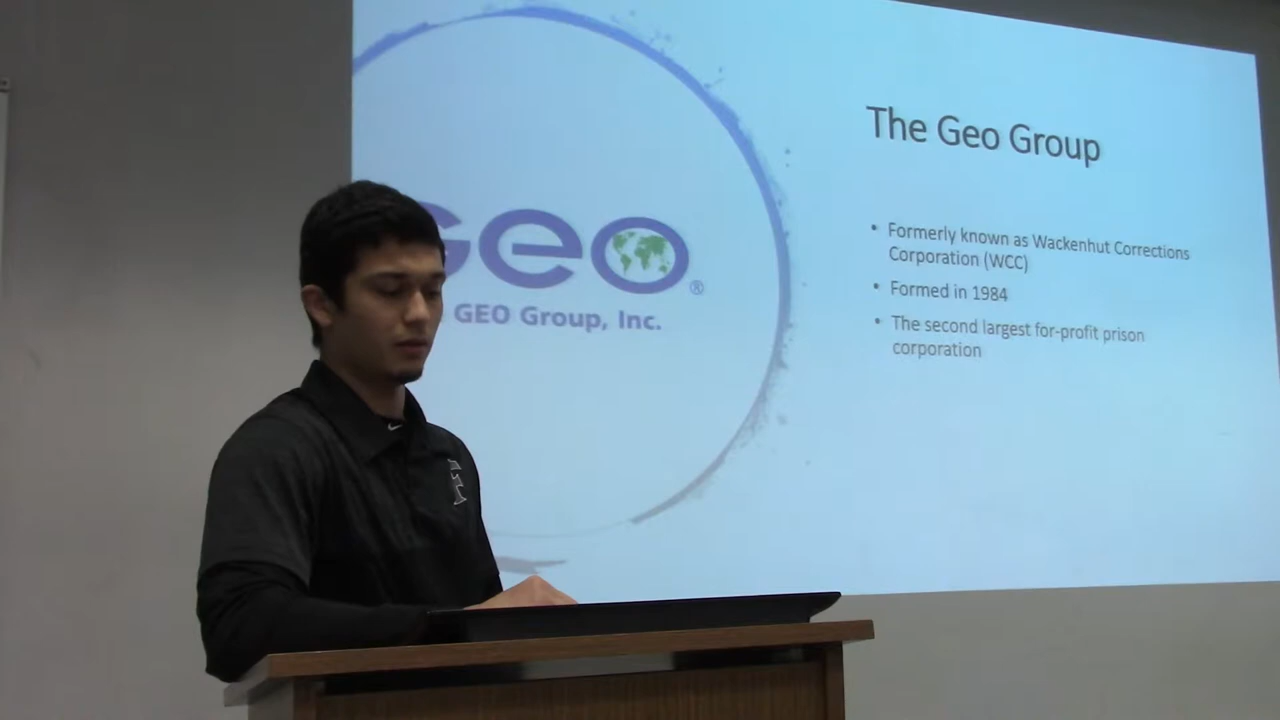 The Geo Group
geo®
GEO Group, Inc.
• Formerly known as Wackenhut Corrections
Corporation (WCC)
• Formed in 1984
• The second largest for-profit prison
corporation